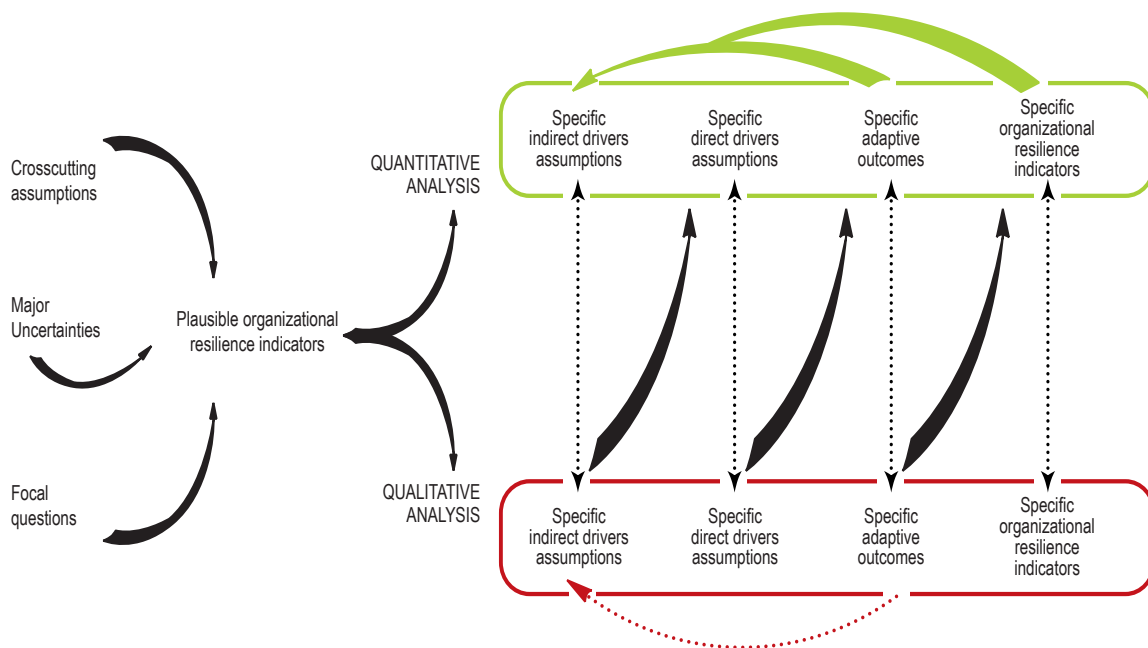 Crosscutting
assumptions
Major
Uncertainties
Focal
questions
Plausible organizational
resilience indicators
QUANTITATIVE
ANALYSIS
QUALITATIVE
ANALYSIS
Specific
indirect drivers
assumptions
Specific
direct drivers
assumptions
Specific
adaptive
outcomes
Specific
organizational
resilience
indicators
Specific
indirect drivers
assumptions
Specific
direct drivers
assumptions
Specific
adaptive
outcomes
Specific
organizational
resilience
indicators